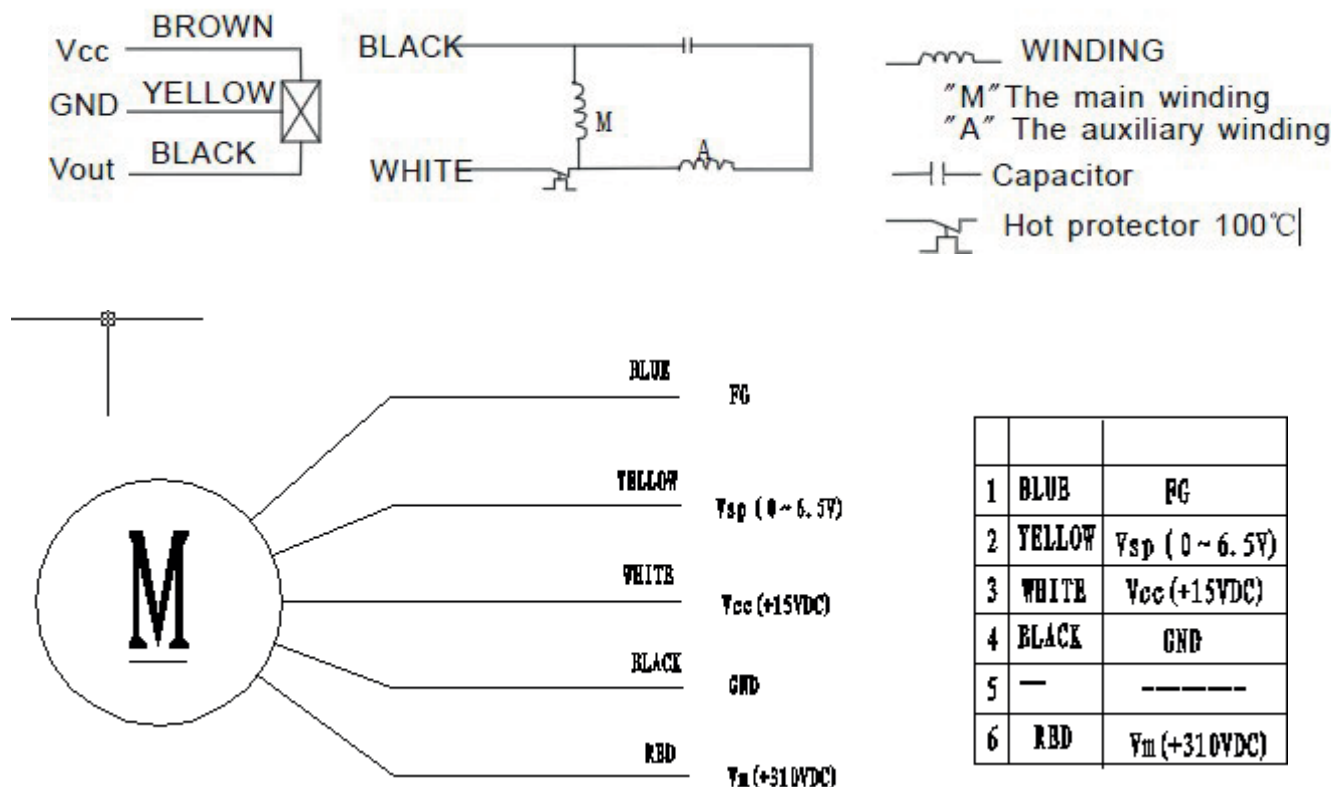 Vcc BROWN
GND YELLOW
Vout BLACK
BLACK
WHITE
M
A
WINDING
"M" The main winding
"A" The auxiliary winding
Capacitor
Hot protector 100℃
M
BLUE FG
YELLOW Vsp (0~6.5V)
WHITE Vcc (+15VDC)
BLACK GND
RED Vm (+310VDC)
1 BLUE FG
2 YELLOW Vsp (0~6.5V)
3 WHITE Vcc (+15VDC)
4 BLACK GND
5 — -------
6 RED Vm (+310VDC)